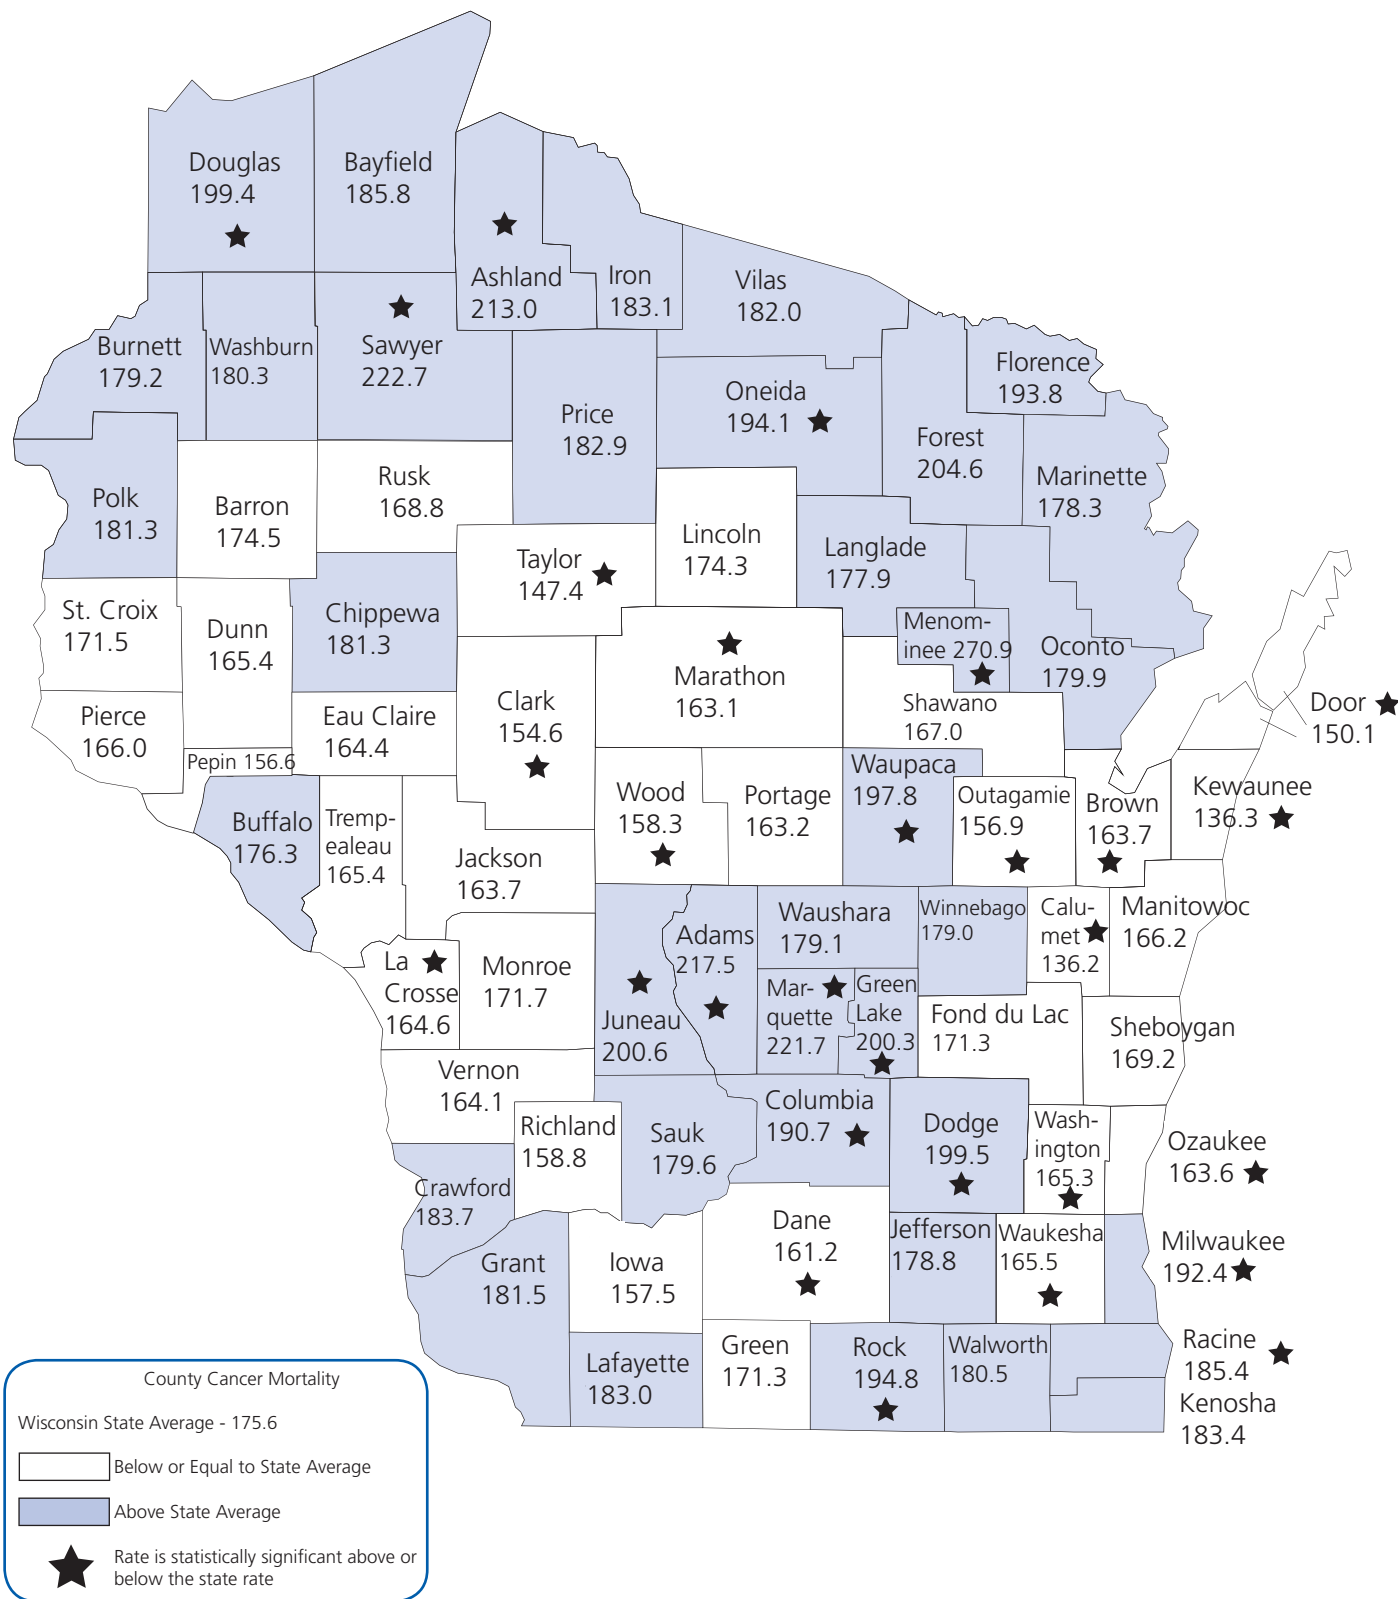 Douglas
199.4
Bayfield
185.8
Ashland
213.0
Iron
183.1
Vilas
182.0
Burnett
179.2
Washburn
180.3
Sawyer
222.7
Price
182.9
Oneida
194.1
Florence
193.8
Forest
204.6
Marinette
178.3
Polk
181.3
Barron
174.5
Rusk
168.8
Taylor
147.4
Lincoln
174.3
Langlade
177.9
St. Croix
171.5
Dunn
165.4
Chippewa
181.3
Menom-
inee 270.9
Oconto
179.9
Marathon
163.1
Clark
154.6
Shawano
167.0
Door
150.1
Pierce
166.0
Eau Claire
164.4
Pepin 156.6
Waupaca
197.8
Wood
158.3
Portage
163.2
Outagamie
156.9
Brown
163.7
Kewaunee
136.3
Buffalo
176.3
Tremp-
ealeau
165.4
Jackson
163.7
Adams
217.5
Waushara
179.1
Winnebago
179.0
Calu-
met
136.2
Manitowoc
166.2
La
Crosse
164.6
Monroe
171.7
Juneau
200.6
Mar-
quette
221.7
Green
Lake
200.3
Fond du Lac
171.3
Sheboygan
169.2
Vernon
164.1
Richland
158.8
Sauk
179.6
Columbia
190.7
Dodge
199.5
Wash-
ington
165.3
Ozaukee
163.6
Crawford
183.7
Grant
181.5
Iowa
157.5
Dane
161.2
Jefferson
178.8
Waukesha
165.5
Milwaukee
192.4
Lafayette
183.0
Green
171.3
Rock
194.8
Walworth
180.5
Racine
185.4
Kenosha
183.4
County Cancer Mortality
Wisconsin State Average - 175.6
Below or Equal to State Average
Above State Average
Rate is statistically significant above or
below the state rate